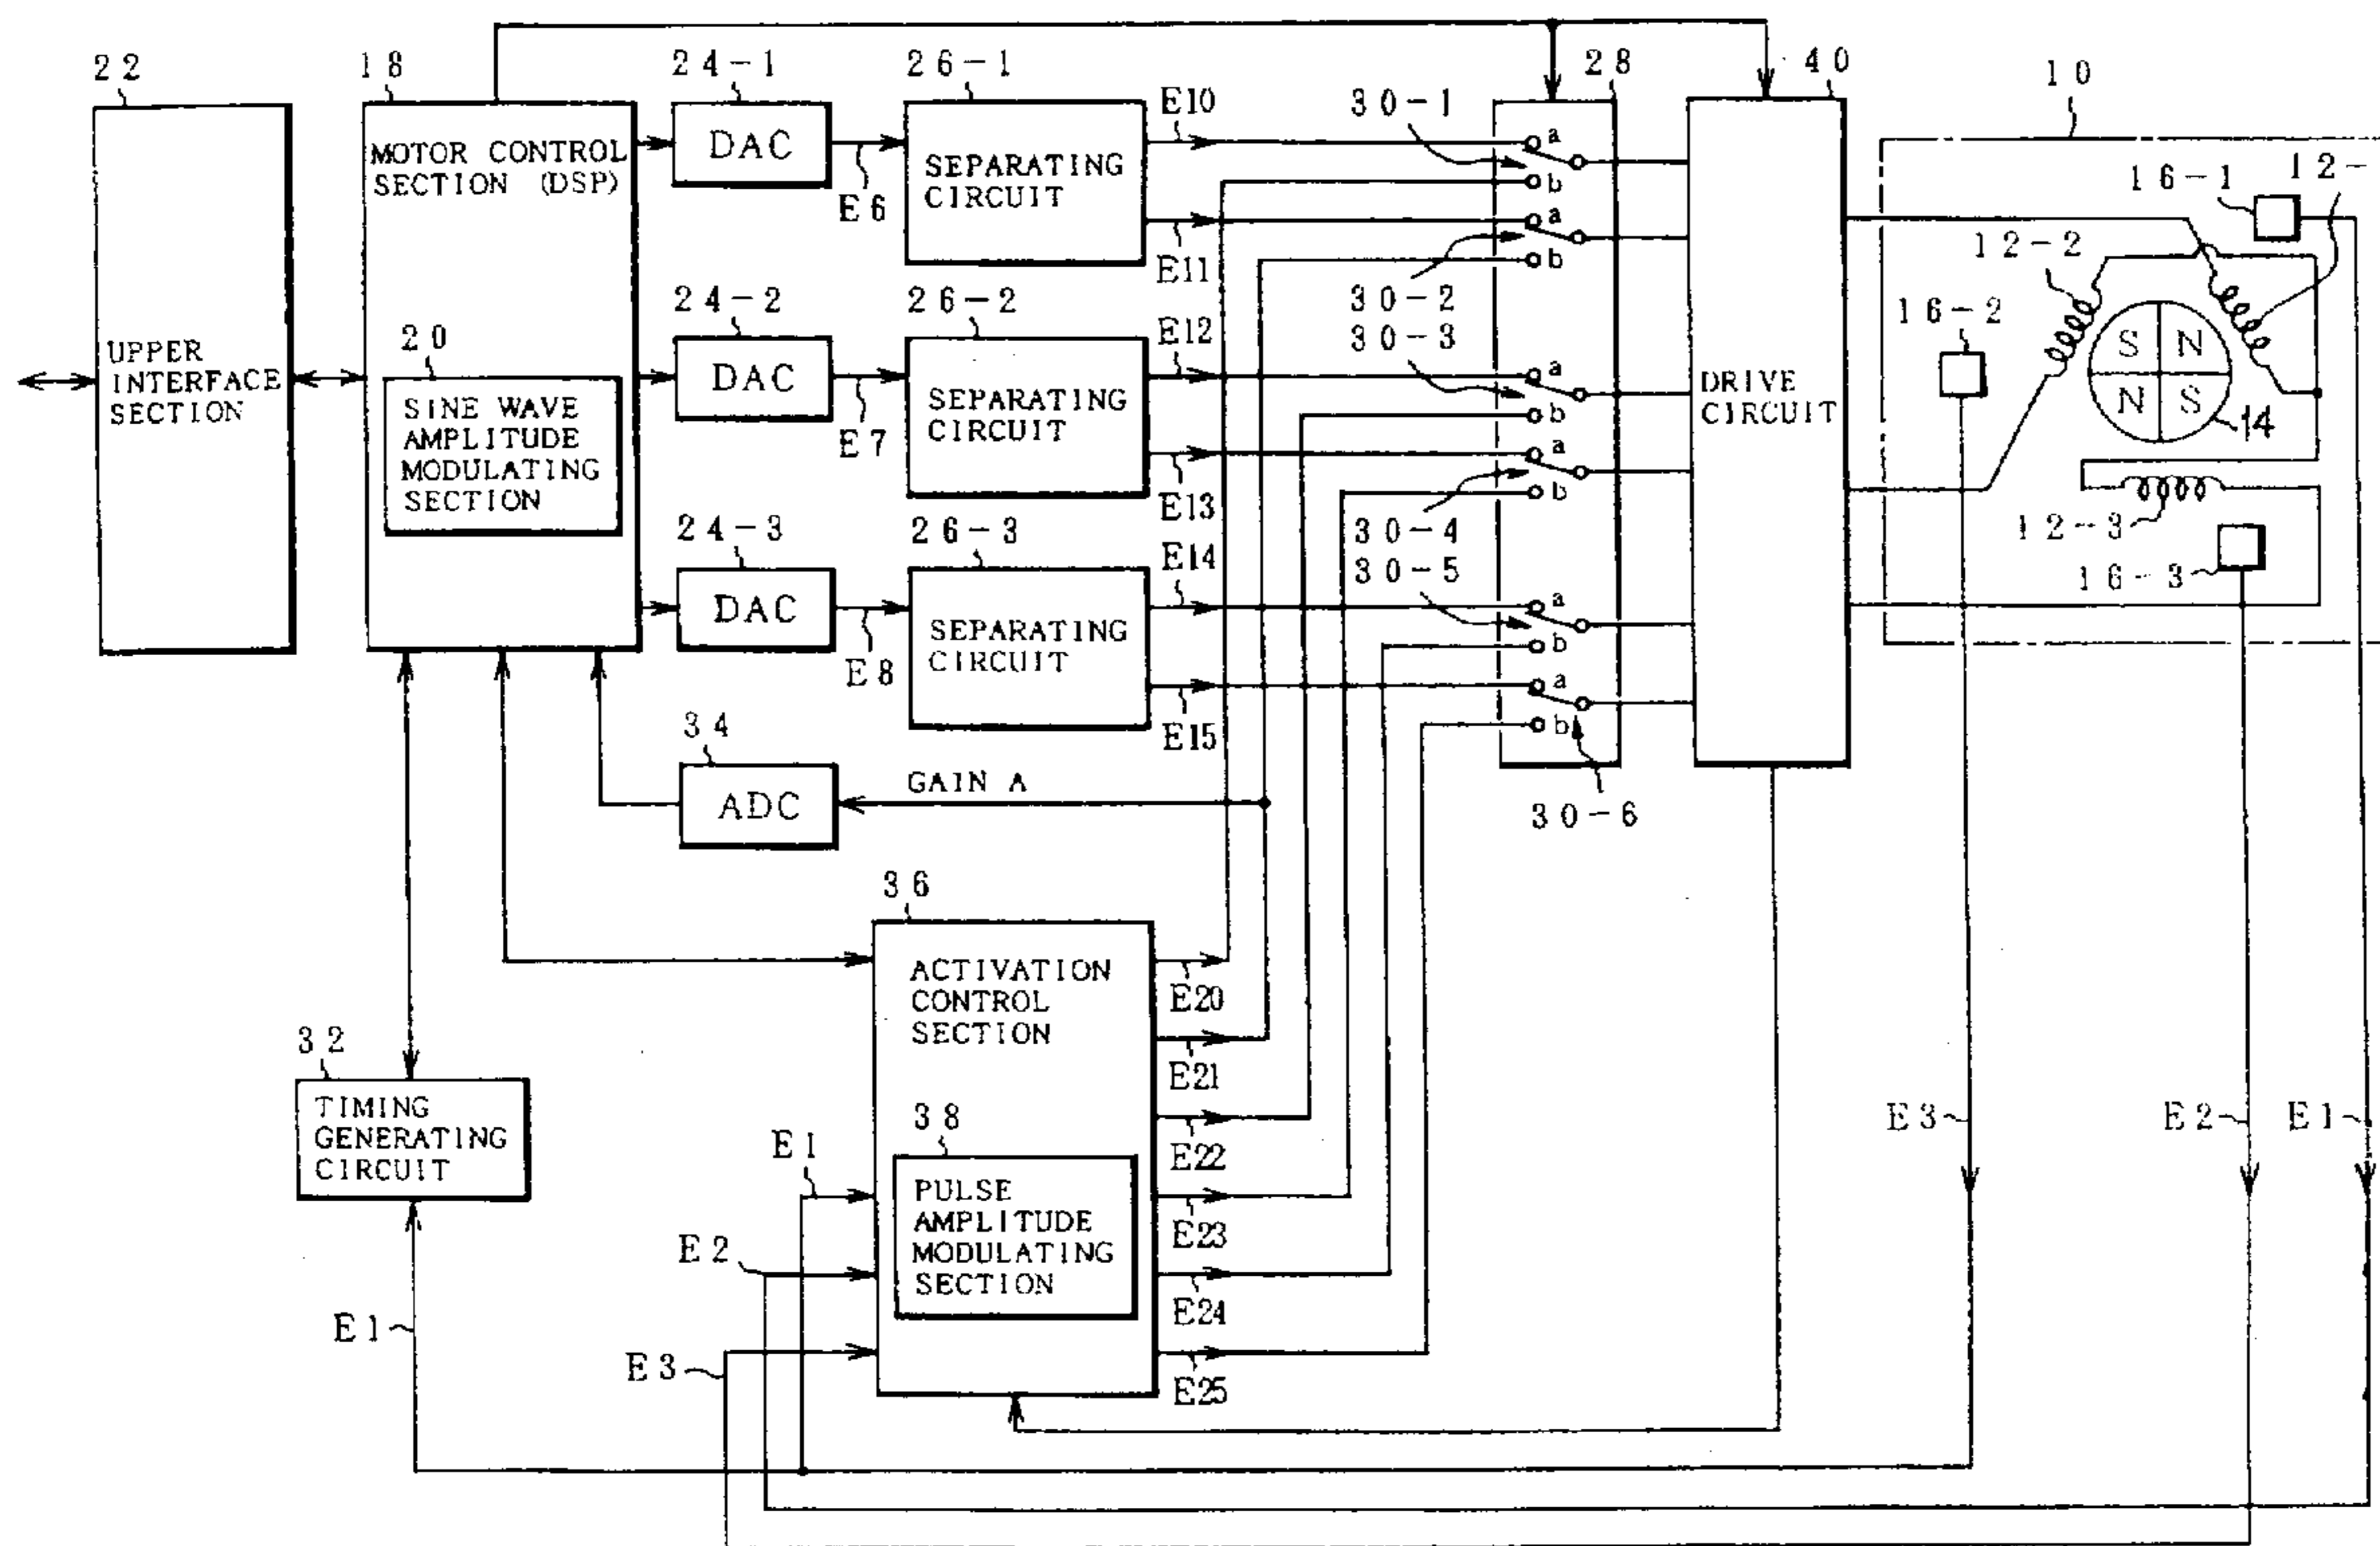 22
18
24-1
26-1
28
40
10
UPPER
INTERFACE
SECTION
MOTOR CONTROL
SECTION (DSP)
20
SINE WAVE
AMPLITUDE
MODULATING
SECTION
DAC
E6
SEPARATING
CIRCUIT
E10
E11
24-2
DAC
E7
26-2
SEPARATING
CIRCUIT
E12
E13
24-3
DAC
E8
26-3
SEPARATING
CIRCUIT
E14
E15
30-1
30-2
30-3
30-4
30-5
30-6
a
b
a
b
a
b
a
b
a
b
a
b
DRIVE
CIRCUIT
16-1
12-
12-2
16-2
S N
N S
14
12-3
16-3
34
ADC
GAIN A
36
ACTIVATION
CONTROL
SECTION
38
PULSE
AMPLITUDE
MODULATING
SECTION
E20
E21
E22
E23
E24
E25
32
TIMING
GENERATING
CIRCUIT
E1
E1
E2
E3
E3
E2
E1